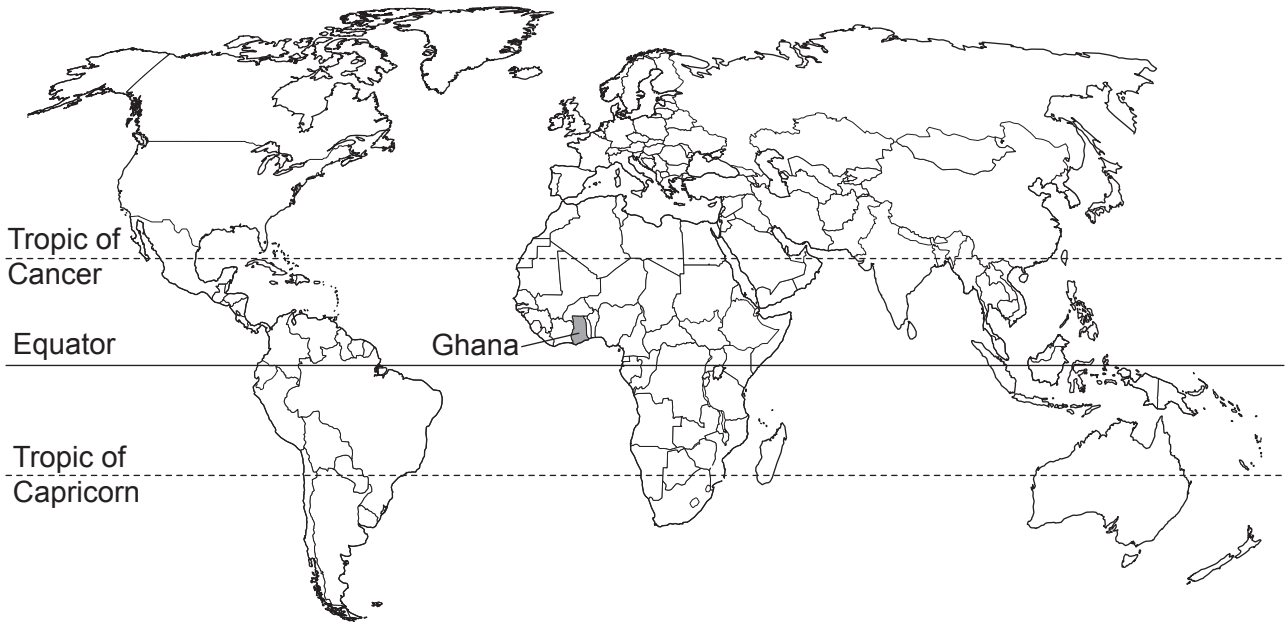 Tropic of
Cancer
Equator
Ghana
Tropic of
Capricorn